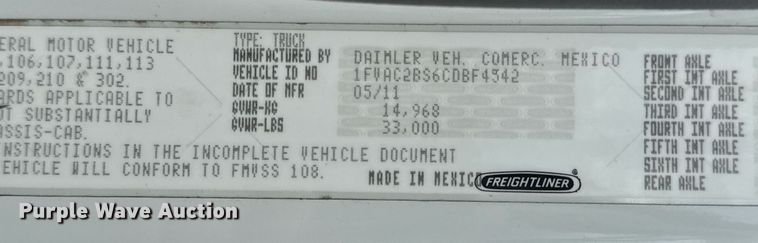 ERAL MOTOR VEHICLE
,106,107,111,113
209,210 & 302.
ARDS APPLICABLE TO
OT SUBSTANTIALLY
ASSIS-CAB.
INSTRUCTIONS IN THE INCOMPLETE VEHICLE DOCUMENT
EHICLE WILL CONFORM TO FMVSS 108.
TYPE: TRUCK
MANUFACTURED BY DAIMLER VEH. COMERC. MEXICO
VEHICLE ID NO 1FVAC2BS6CDBF4342
DATE OF MFR 05/11
GVWR-KG 14,968
GVWR-LBS 33,000
MADE IN MEXICO FREIGHTLINER
FRONT AXLE
FIRST INT AXLE
SECOND INT AXLE
THIRD INT AXLE
FOURTH INT AXLE
FIFTH INT AXLE
SIXTH INT AXLE
REAR AXLE
Purple Wave Auction